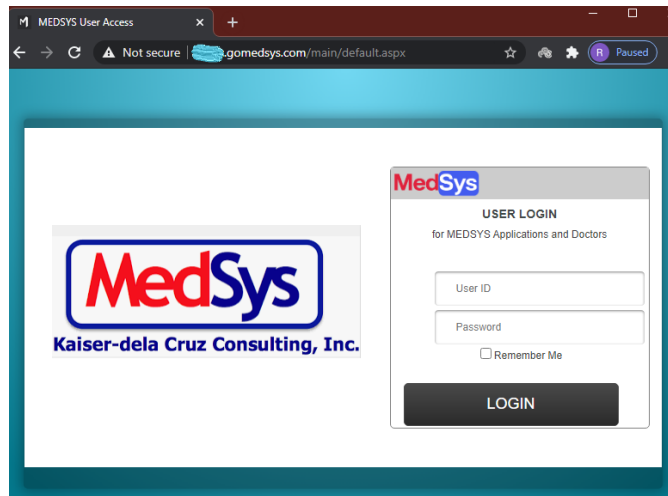 MEDSYS User Access
Not secure
.gomedsys.com/main/default.aspx
R
Paused
MedSys
USER LOGIN
for MEDSYS Applications and Doctors
User ID
Password
Remember Me
LOGIN
MedSys
Kaiser-dela Cruz Consulting, Inc.